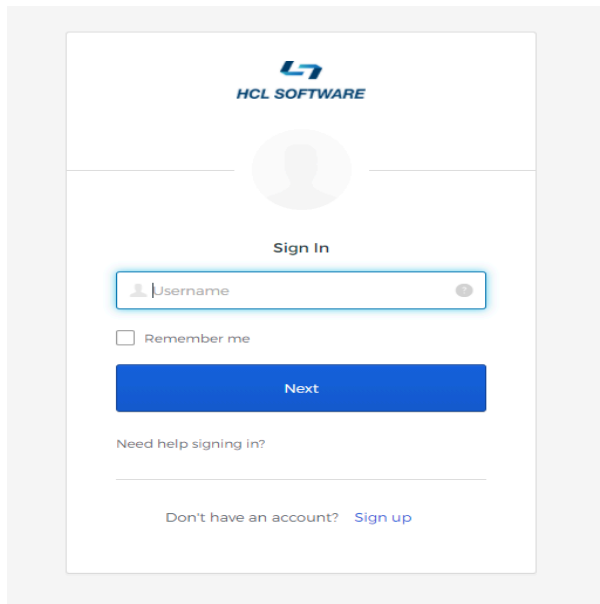 HCL SOFTWARE
Sign In
Username
?
Remember me
Next
Need help signing in?
Don't have an account? Sign up